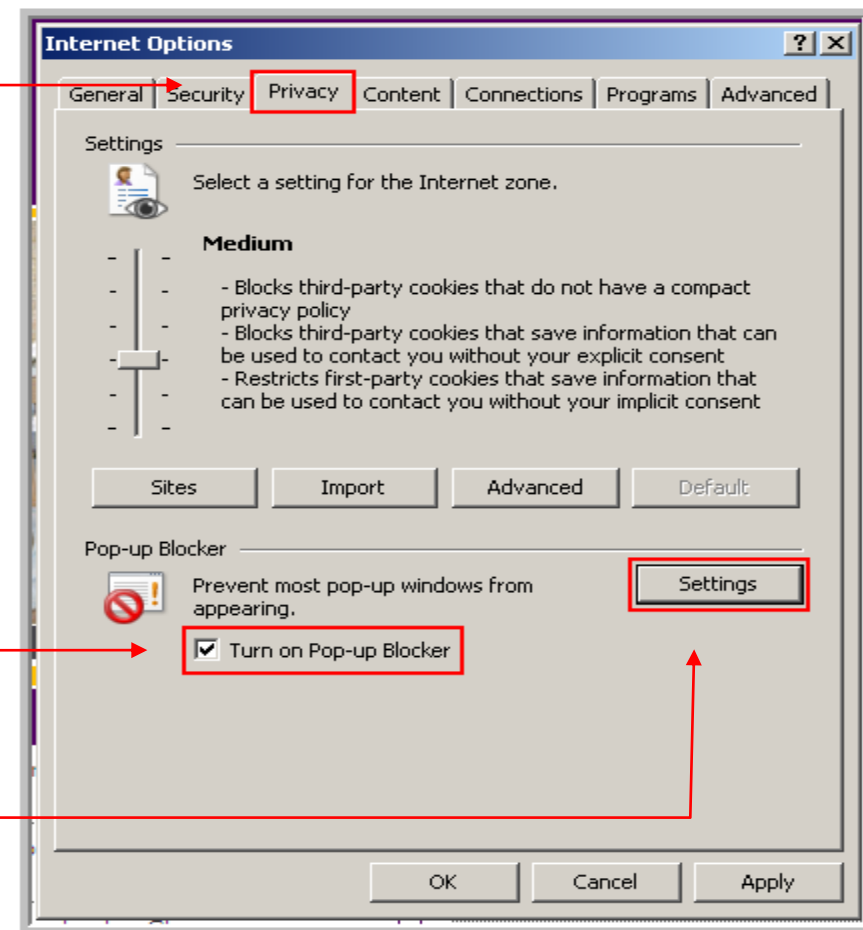 Internet Options
General Security Privacy Content Connections Programs Advanced
Settings
Select a setting for the Internet zone.
Medium
- Blocks third-party cookies that do not have a compact
privacy policy
- Blocks third-party cookies that save information that can
be used to contact you without your explicit consent
- Restricts first-party cookies that save information that
can be used to contact you without your implicit consent
Sites Import Advanced Default
Pop-up Blocker
Prevent most pop-up windows from
appearing.
Settings
Turn on Pop-up Blocker
OK Cancel Apply